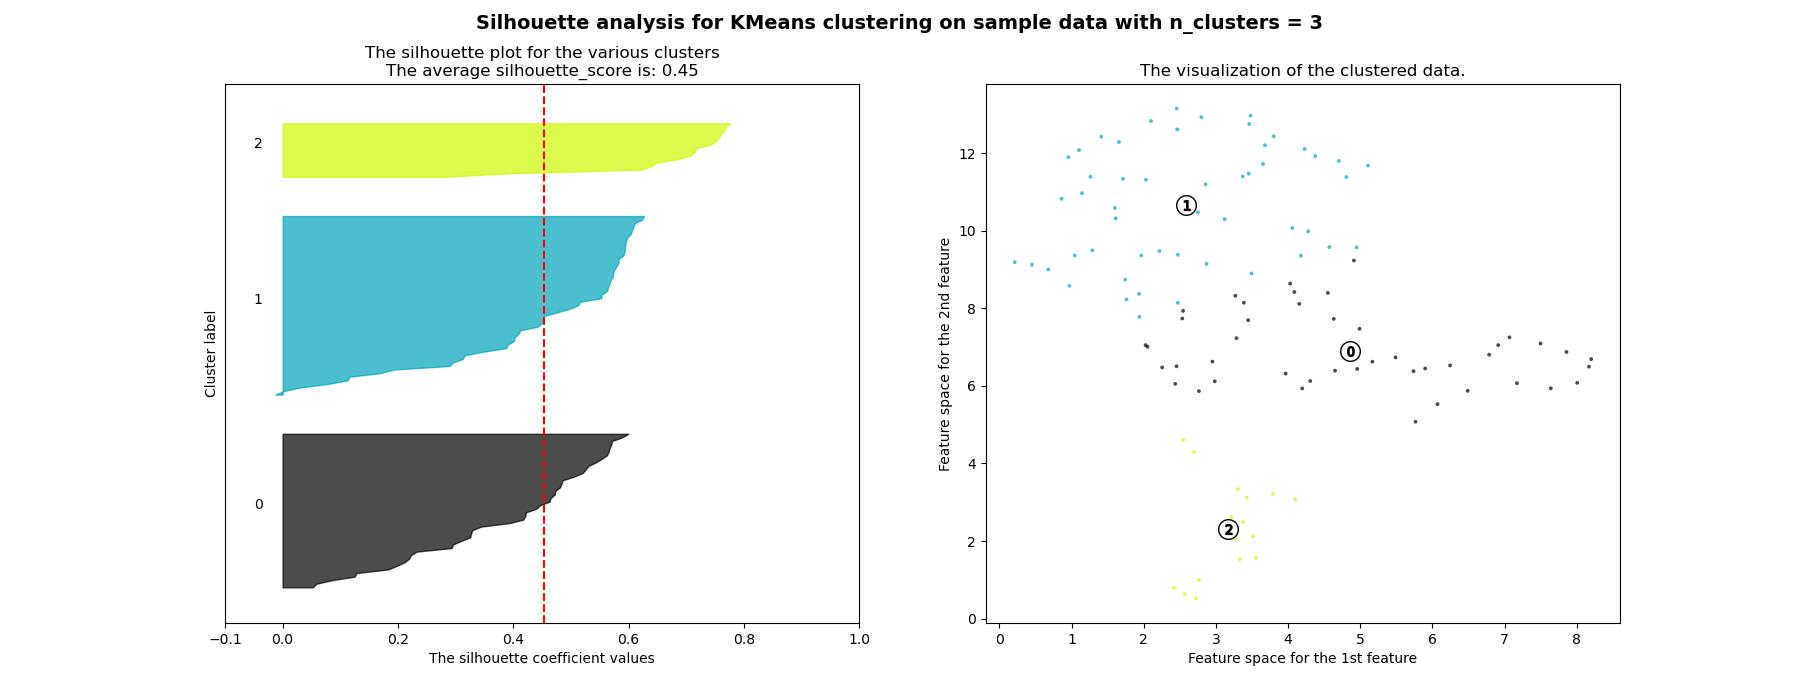 Silhouette analysis for KMeans clustering on sample data with n_clusters = 3
The silhouette plot for the various clusters
The average silhouette_score is: 0.45
Cluster label
2
1
0
−0.1 0.0 0.2 0.4 0.6 0.8 1.0
The silhouette coefficient values
The visualization of the clustered data.
Feature space for the 2nd feature
12
10
8
6
4
2
0
1
0
2
0 1 2 3 4 5 6 7 8
Feature space for the 1st feature